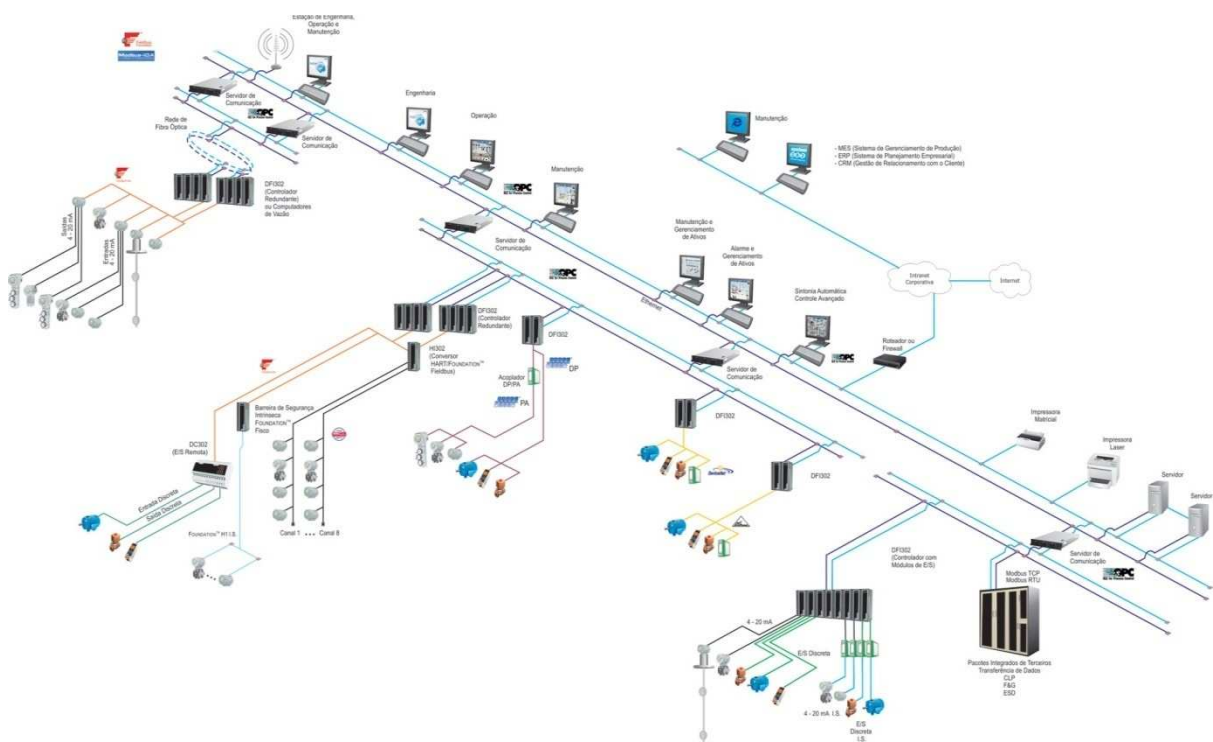 Estação de Engenharia,
Operação e
Manutenção
Modbus-IDA
Servidor de
Comunicação
OPC
Rede de
Fibra Óptica
Servidor de
Comunicação
Engenharia
Operação
Manutenção
OPC
Servidor de
Comunicação
OPC
DFI302
(Controlador
Redundante)
ou Computadores
de Vazão
Saídas
4 - 20 mA
Entradas
4 - 20 mA
Manutenção
- MES (Sistema de Gerenciamento de Produção)
- ERP (Sistema de Planejamento Empresarial)
- CRM (Gestão de Relacionamento com o Cliente)
Manutenção e
Gerenciamento
de Ativos
Alarme e
Gerenciamento
de Ativos
Sintonia Automática
Controle Avançado
Ethernet
Intranet
Corporativa
Internet
Roteador ou
Firewall
OPC
Servidor de
Comunicação
DFI302
(Controlador
Redundante)
DFI302
HI302
(Conversor
HART/FOUNDATION™
Fieldbus)
DP
Acoplador
DP/PA
PA
Barreira de Segurança
Intrínseca
FOUNDATION™
Fisco
DC302
(E/S Remota)
Entrada Discreta
Saída Discreta
FOUNDATION™ H1 I.S.
Canal 1 ••• Canal 8
DFI302
DFI302
Impressora
Matricial
Impressora
Laser
Servidor
Servidor
Servidor de
Comunicação
OPC
DFI302
(Controlador com
Módulos de E/S)
Modbus TCP
Modbus RTU
4 - 20 mA
E/S Discreta
4 - 20 mA I.S.
E/S
Discreta
I.S.
Pacotes Integrados de Terceiros
Transferência de Dados
CLP
F&G
ESD